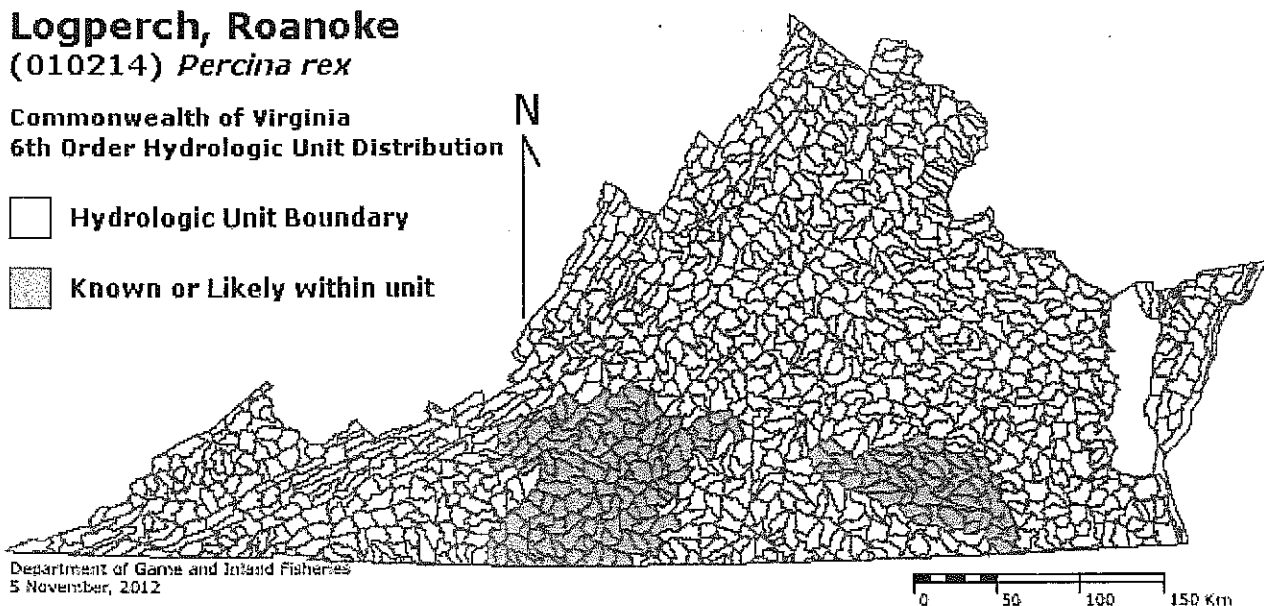 Logperch, Roanoke
(010214) Percina rex
Commonwealth of Virginia
6th Order Hydrologic Unit Distribution
N
Hydrologic Unit Boundary
Known or Likely within unit
Department of Game and Inland Fisheries
5 November, 2012
0 50 100 150 Km